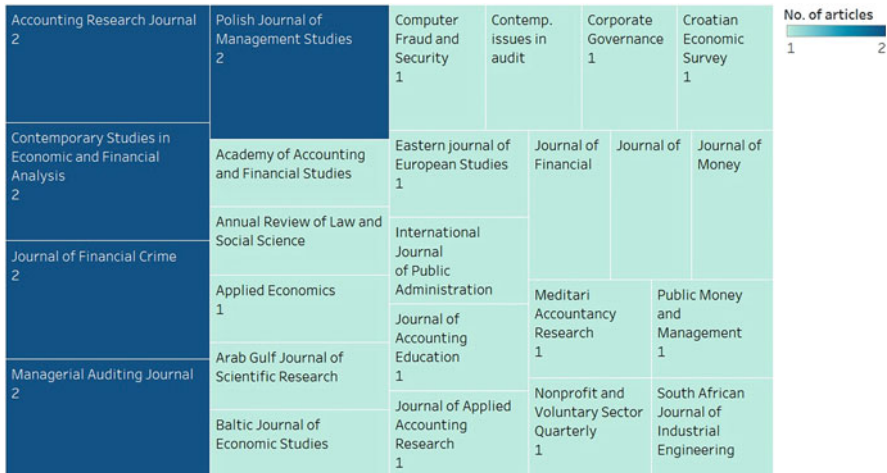 Accounting Research Journal
2
Contemporary Studies in
Economic and Financial
Analysis
2
Journal of Financial Crime
2
Managerial Auditing Journal
2
Polish Journal of
Management Studies
2
Academy of Accounting
and Financial Studies
Annual Review of Law and
Social Science
Applied Economics
1
Arab Gulf Journal of
Scientific Research
Baltic Journal of
Economic Studies
Computer
Fraud and
Security
1
Contemp.
issues in
audit
Corporate
Governance
1
Croatian
Economic
Survey
1
Eastern journal of
European Studies
1
International
Journal
of Public
Administration
Journal of
Accounting
Education
1
Journal of Applied
Accounting
Research
1
Journal of
Financial
Journal of
Journal of
Money
Meditari
Accountancy
Research
1
Public Money
and
Management
1
Nonprofit and
Voluntary Sector
Quarterly
1
South African
Journal of
Industrial
Engineering
No. of articles
1 2